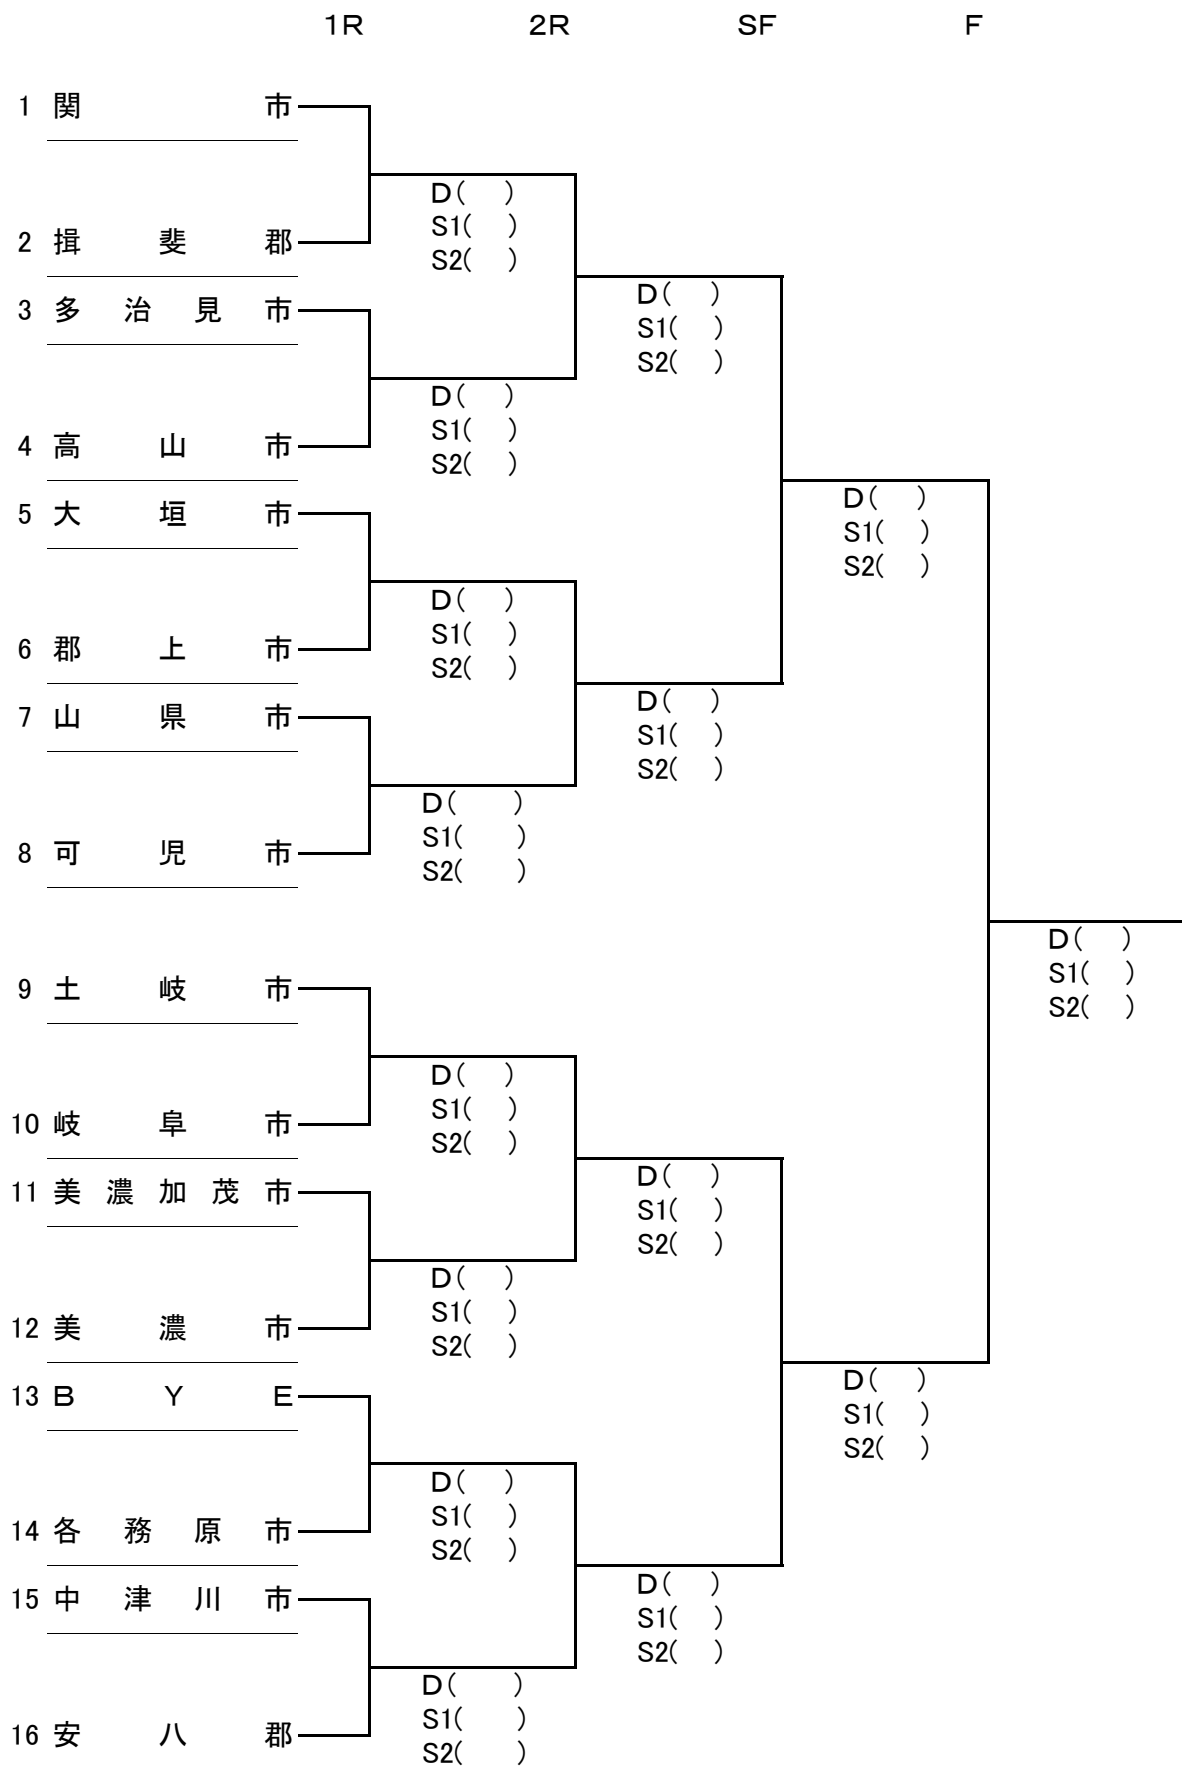 1R 2R SF F
1 関市
D( )
2 揖斐郡
S1( )
S2( )
3 多治見市
D( )
S1( )
S2( )
D( )
4 高山市
S1( )
S2( )
5 大垣市
D( )
S1( )
S2( )
D( )
6 郡上市
S1( )
S2( )
7 山県市
D( )
S1( )
S2( )
D( )
8 可児市
S1( )
S2( )
D( )
9 土岐市
S1( )
S2( )
D( )
10 岐阜市
S1( )
S2( )
11 美濃加茂市
D( )
S1( )
S2( )
D( )
12 美濃市
S1( )
S2( )
13 BYE
D( )
S1( )
S2( )
D( )
14 各務原市
S1( )
S2( )
15 中津川市
D( )
S1( )
S2( )
D( )
16 安八郡
S1( )
S2( )